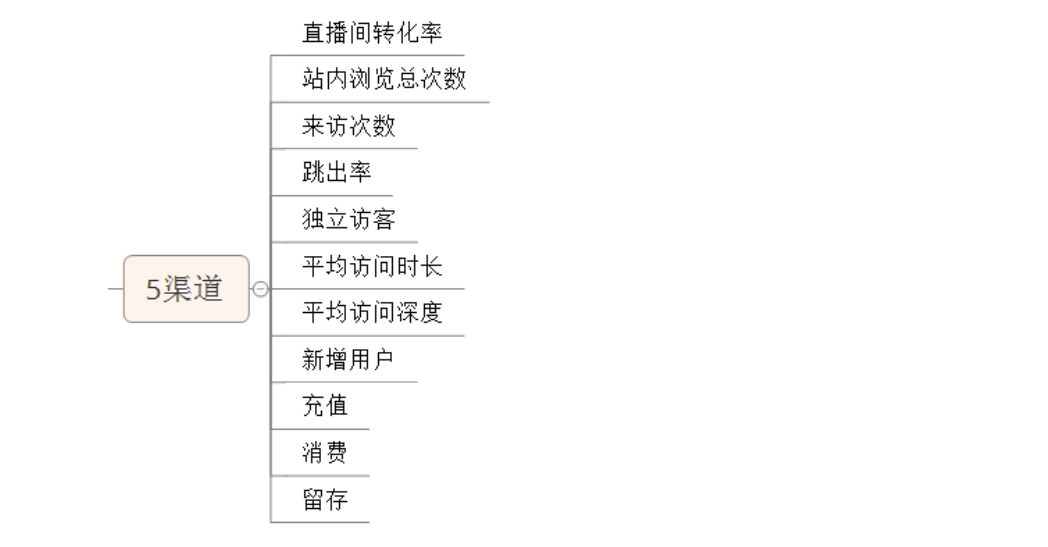 直播间转化率
站内浏览总次数
来访次数
跳出率
独立访客
5渠道
平均访问时长
平均访问深度
新增用户
充值
消费
留存